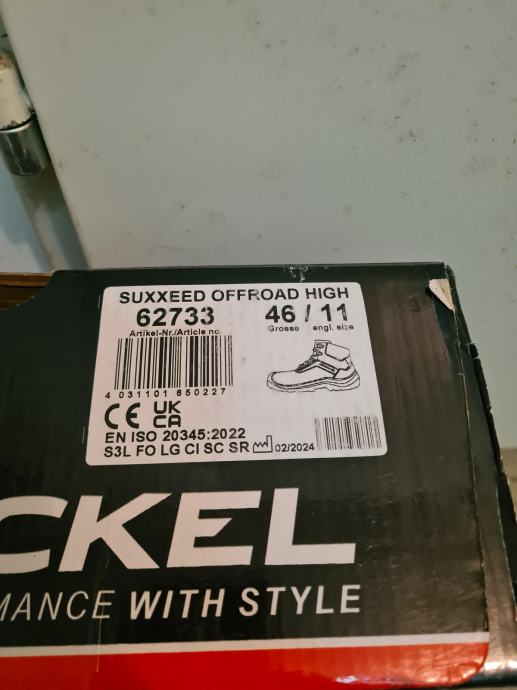 SUXXEED OFFROAD HIGH
62733 46 / 11
Artikel-Nr./Article no. Grosse engl. size
4 031101 650227
CE UK CA
EN ISO 20345:2022
S3L FO LG CI SC SR 02/2024
CKEL
MANCE WITH STYLE